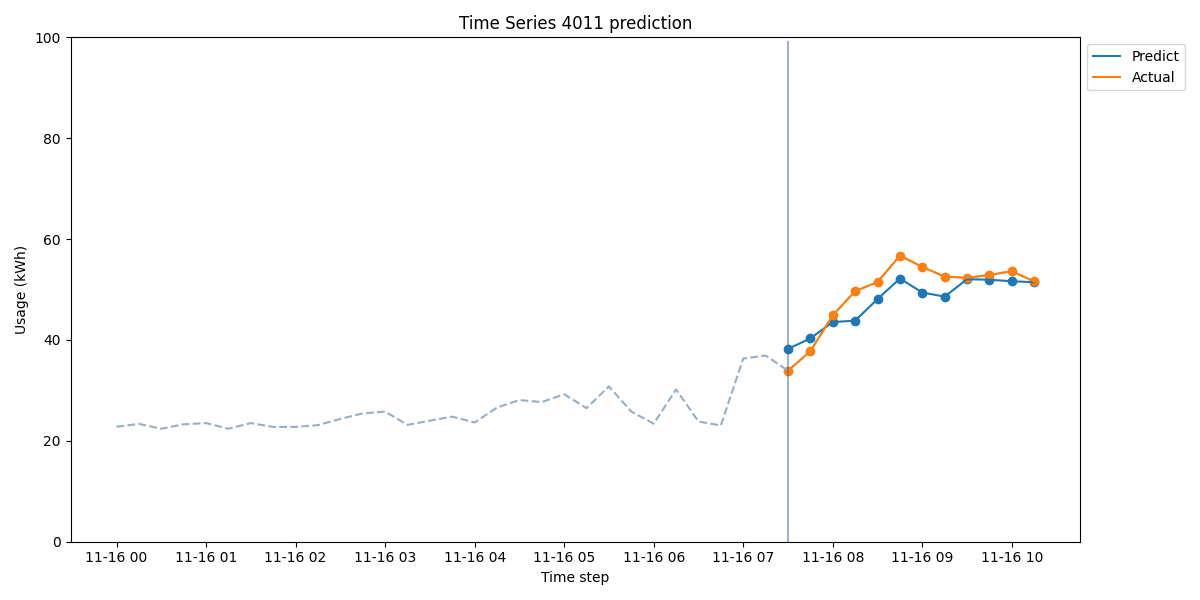 Time Series 4011 prediction
100
80
60
40
20
0
Usage (kWh)
Predict
Actual
11-16 00 11-16 01 11-16 02 11-16 03 11-16 04 11-16 05 11-16 06 11-16 07 11-16 08 11-16 09 11-16 10
Time step